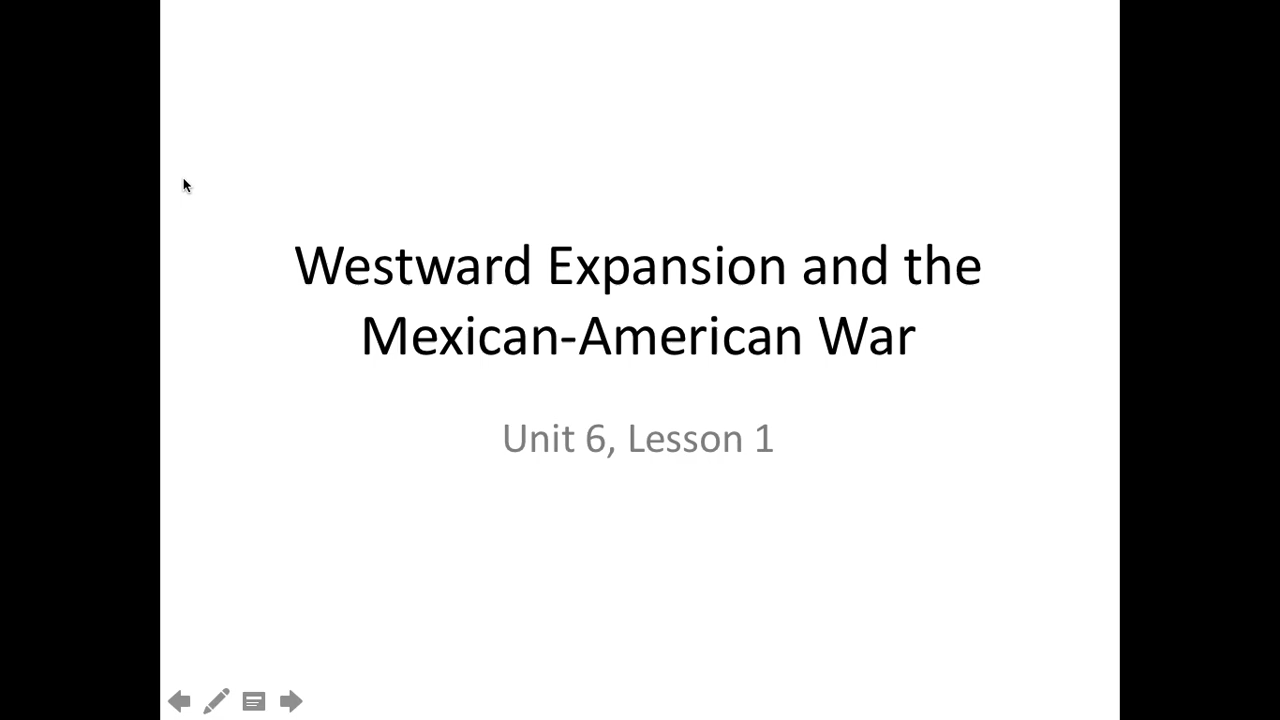 Westward Expansion and the
Mexican-American War
Unit 6, Lesson 1